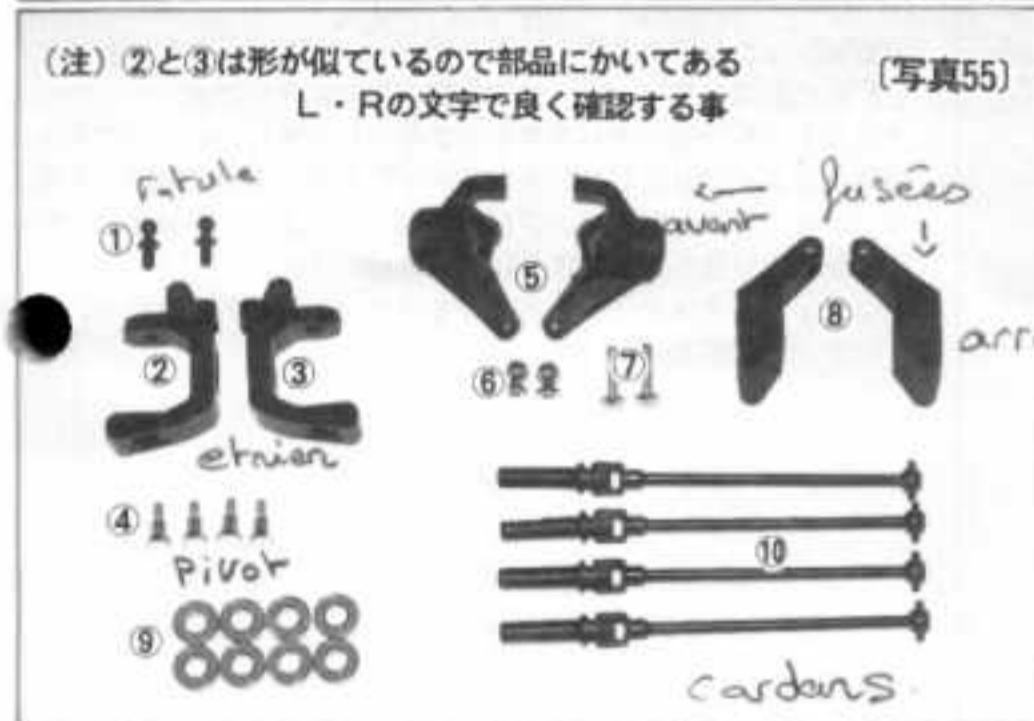 (注) ②と③は形が似ているので部品にかいてある
L・Rの文字で良く確認する事
〔写真55〕
rotule
①
⑤
← fusées
avant
↓
⑧
arr
②
③
⑥
⑦
etrier
④
Pivot
⑩
⑨
cardans